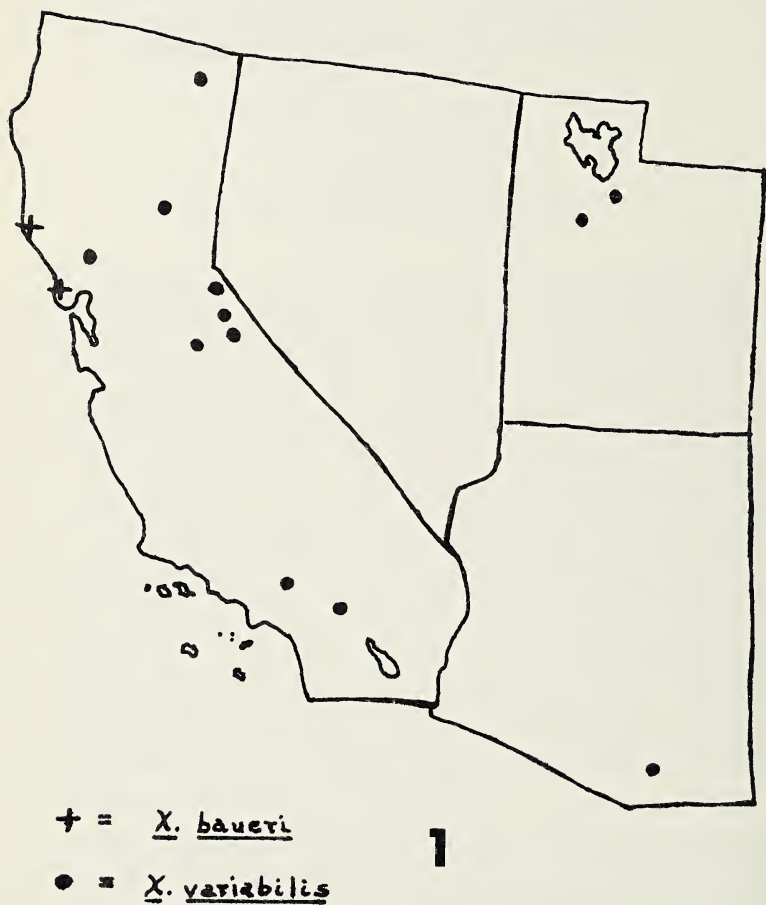 + = X. baueri
1
● = X. variabilis